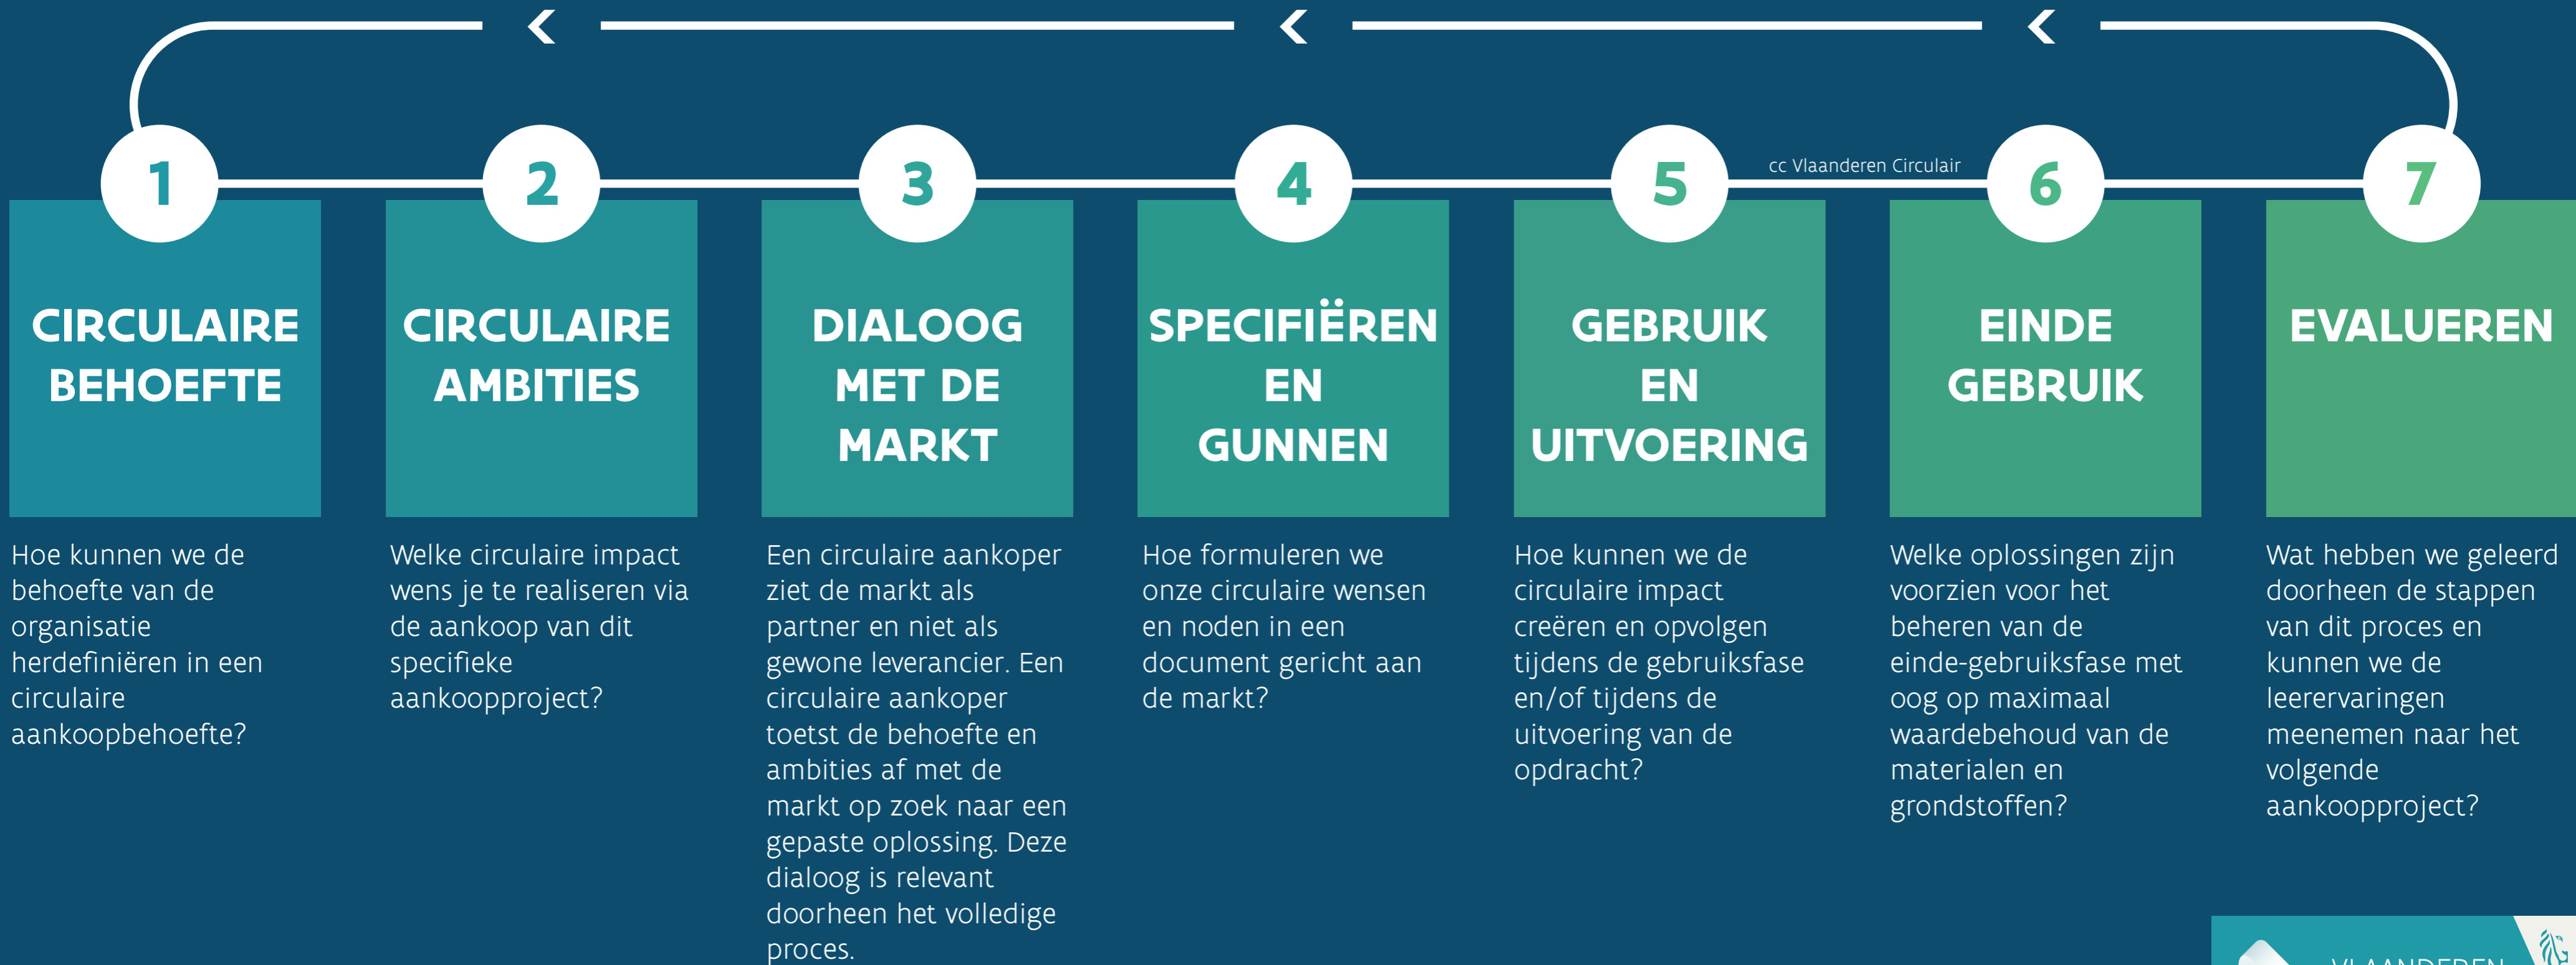 1
2
3
4
5
cc Vlaanderen Circulair
6
7
CIRCULAIRE
BEHOEFTE
Hoe kunnen we de
behoefte van de
organisatie
herdefiniëren in een
circulaire
aankoopbehoefte?
CIRCULAIRE
AMBITIES
Welke circulaire impact
wens je te realiseren via
de aankoop van dit
specifieke
aankoopproject?
DIALOOG
MET DE
MARKT
Een circulaire aankoper
ziet de markt als
partner en niet als
gewone leverancier. Een
circulaire aankoper
toetst de behoefte en
ambities af met de
markt op zoek naar een
gepaste oplossing. Deze
dialoog is relevant
doorheen het volledige
proces.
SPECIFIËREN
EN
GUNNEN
Hoe formuleren we
onze circulaire wensen
en noden in een
document gericht aan
de markt?
GEBRUIK
EN
UITVOERING
Hoe kunnen we de
circulaire impact
creëren en opvolgen
tijdens de gebruiksfase
en/of tijdens de
uitvoering van de
opdracht?
EINDE
GEBRUIK
Welke oplossingen zijn
voorzien voor het
beheren van de
einde-gebruiksfase met
oog op maximaal
waardebehoud van de
materialen en
grondstoffen?
EVALUEREN
Wat hebben we geleerd
doorheen de stappen
van dit proces en
kunnen we de
leerervaringen
meenemen naar het
volgende
aankoopproject?
VLAANDEREN